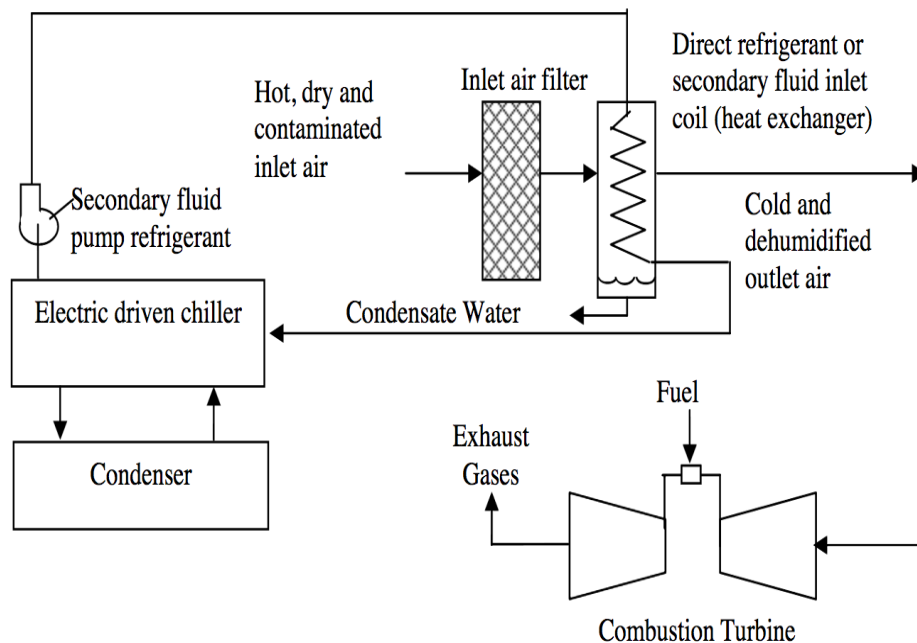 Direct refrigerant or
secondary fluid inlet
coil (heat exchanger)
Inlet air filter
Hot, dry and
contaminated
inlet air
Secondary fluid
pump refrigerant
Cold and
dehumidified
outlet air
Electric driven chiller
Condensate Water
Condenser
Fuel
Exhaust
Gases
Combustion Turbine